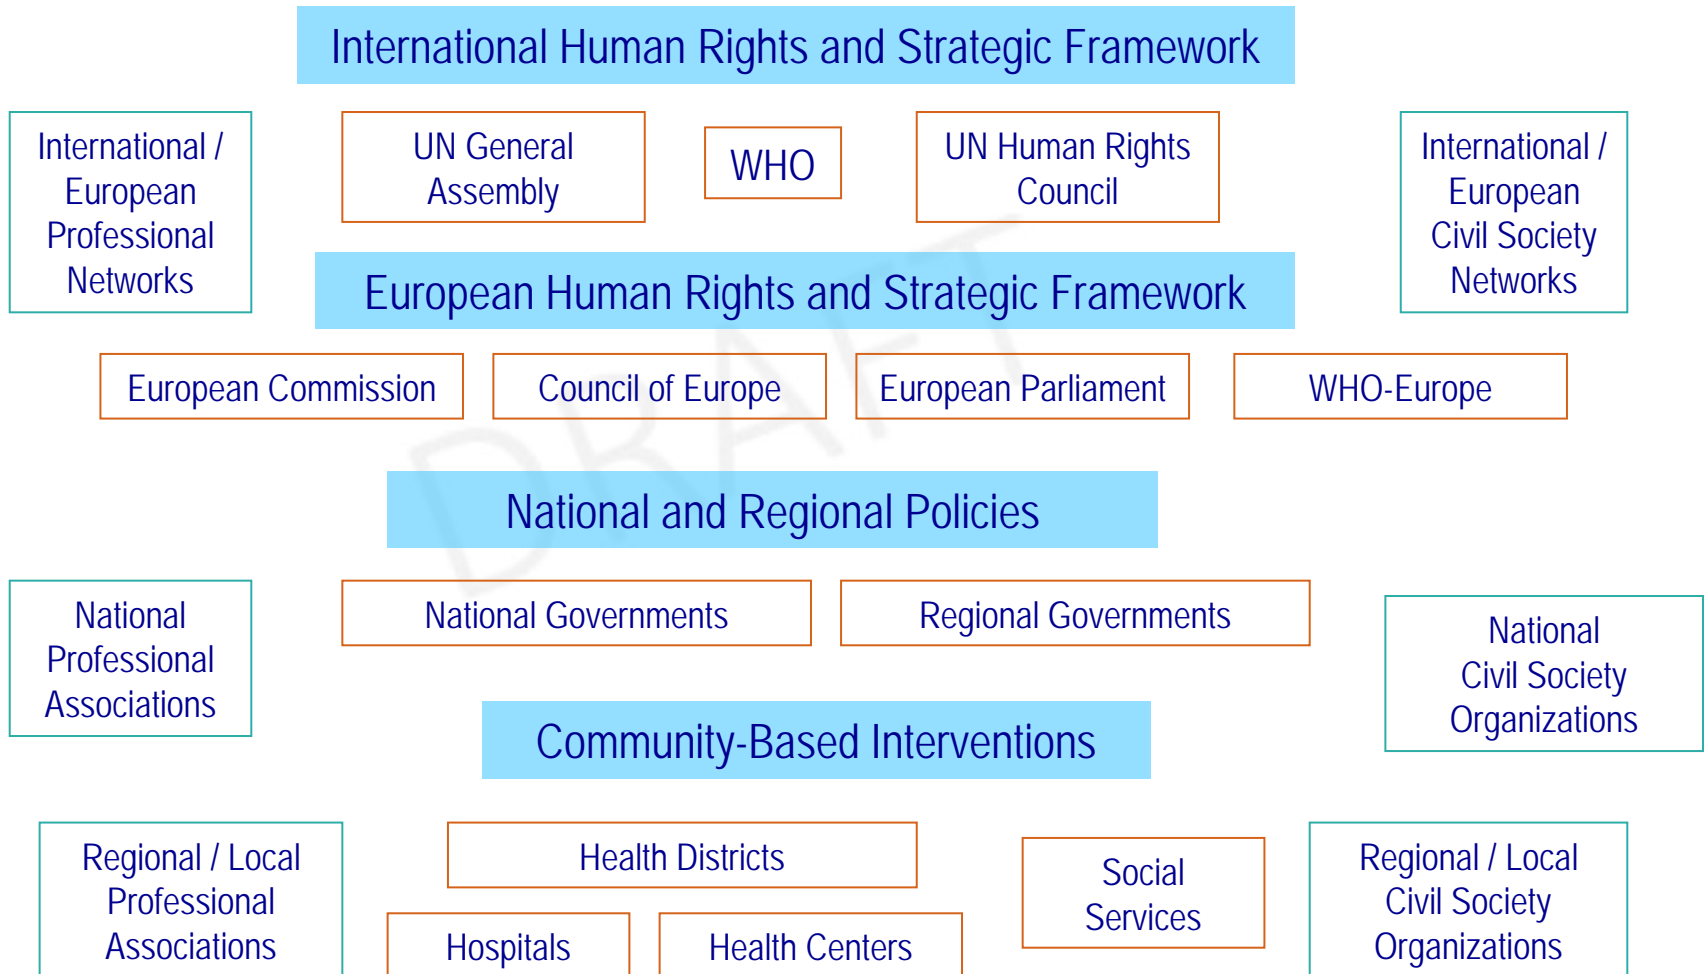 International Human Rights and Strategic Framework
International /
European
Professional
Networks
UN General
Assembly
WHO
UN Human Rights
Council
International /
European
Civil Society
Networks
European Human Rights and Strategic Framework
European Commission
Council of Europe
European Parliament
WHO-Europe
DRAFT
National and Regional Policies
National
Professional
Associations
National Governments
Regional Governments
National
Civil Society
Organizations
Community-Based Interventions
Regional / Local
Professional
Associations
Health Districts
Hospitals
Health Centers
Social
Services
Regional / Local
Civil Society
Organizations